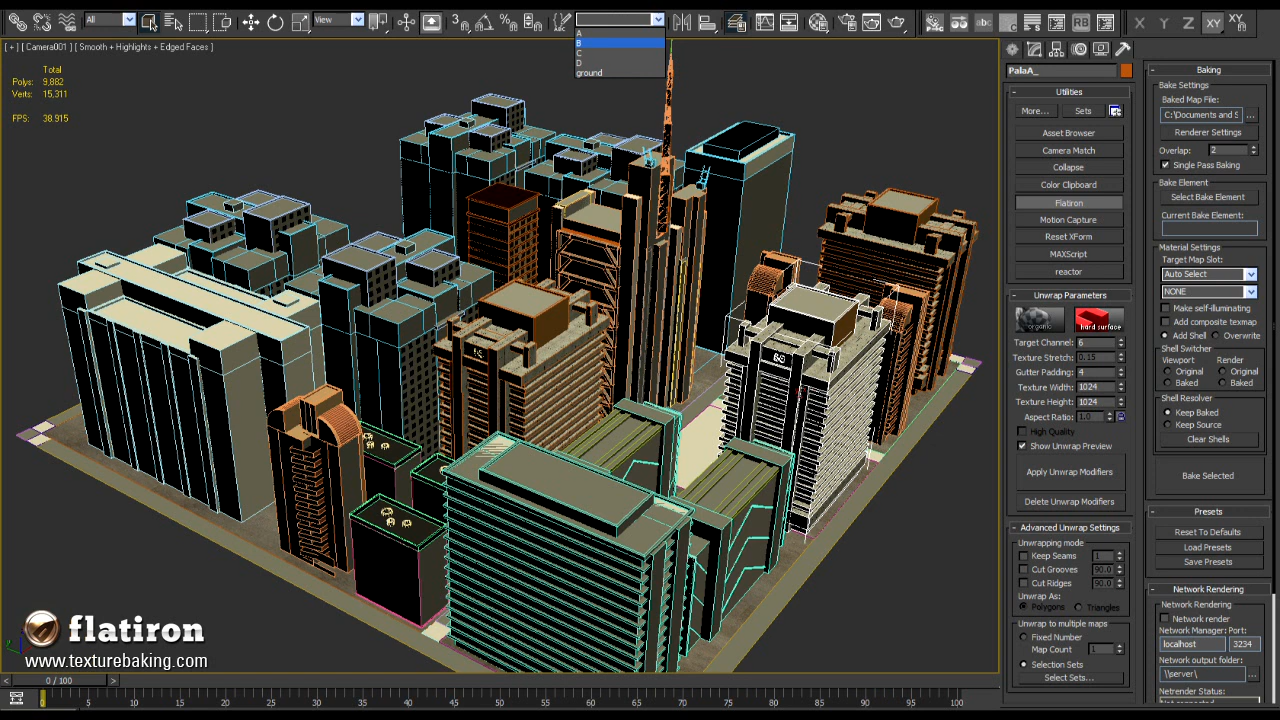 All
View
3
%
A
B
C
D
ground
abc
RB
X
Y
Z
XY
XY
[ + ] [ Camera001 ] [ Smooth + Highlights + Edged Faces ]
Total
Polys: 9,882
Verts: 15,311
FPS: 38.915
PalaA_
- Utilities
More...
Sets
Asset Browser
Camera Match
Collapse
Color Clipboard
Flatiron
Motion Capture
Reset XForm
MAXScript
reactor
- Unwrap Parameters
organic
hard surface
Target Channel: 6
Texture Stretch: 0.15
Gutter Padding: 4
Texture Width: 1024
Texture Height: 1024
Aspect Ratio: 1.0
High Quality
Show Unwrap Preview
Apply Unwrap Modifiers
Delete Unwrap Modifiers
- Advanced Unwrap Settings
Unwrapping mode
Keep Seams 1
Cut Grooves 90.0
Cut Ridges 90.0
Unwrap As:
Polygons
Triangles
Unwrap to multiple maps
Fixed Number
Map Count 1
Selection Sets
Select Sets...
- Baking
Bake Settings
Baked Map File:
C:\Documents and S
...
Renderer Settings
Overlap: 2
Single Pass Baking
Bake Element
Select Bake Element
Current Bake Element:
Material Settings
Target Map Slot:
Auto Select
NONE
Make self-illuminating
Add composite texmap
Add Shell
Overwrite
Shell Switcher
Viewport Render
Original Original
Baked Baked
Shell Resolver
Keep Baked
Keep Source
Clear Shells
Bake Selected
- Presets
Reset To Defaults
Load Presets
Save Presets
- Network Rendering
Network Rendering
Network render
Network Manager: Port:
localhost 3234
Network output folder:
\\server\
...
Netrender Status:
flatiron
www.texturebaking.com
< 0 / 100 >
0 5 10 15 20 25 30 35 40 45 50 55 60 65 70 75 80 85 90 95 100